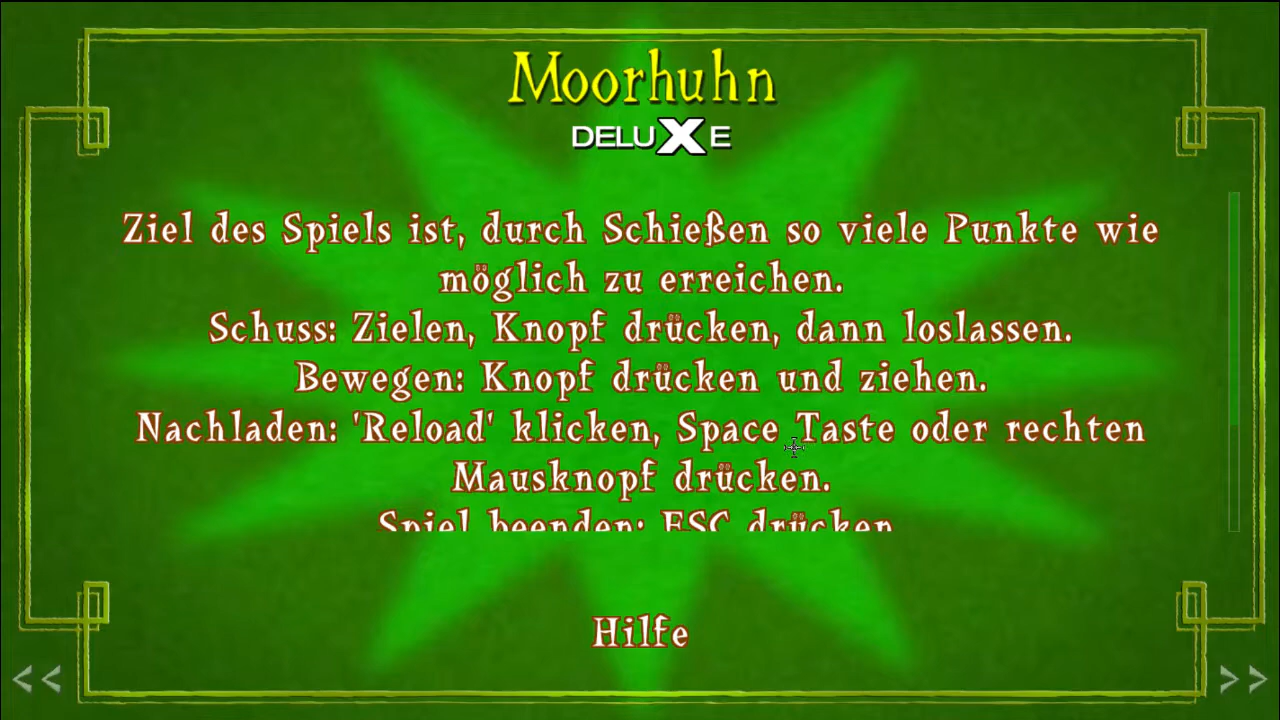 Moorhuhn
DELUXE
Ziel des Spiels ist, durch Schießen so viele Punkte wie
möglich zu erreichen.
Schuss: Zielen, Knopf drücken, dann loslassen.
Bewegen: Knopf drücken und ziehen.
Nachladen: 'Reload' klicken, Space Taste oder rechten
Mausknopf drücken.
Spiel beenden: ESC drücken
Hilfe
<< >>